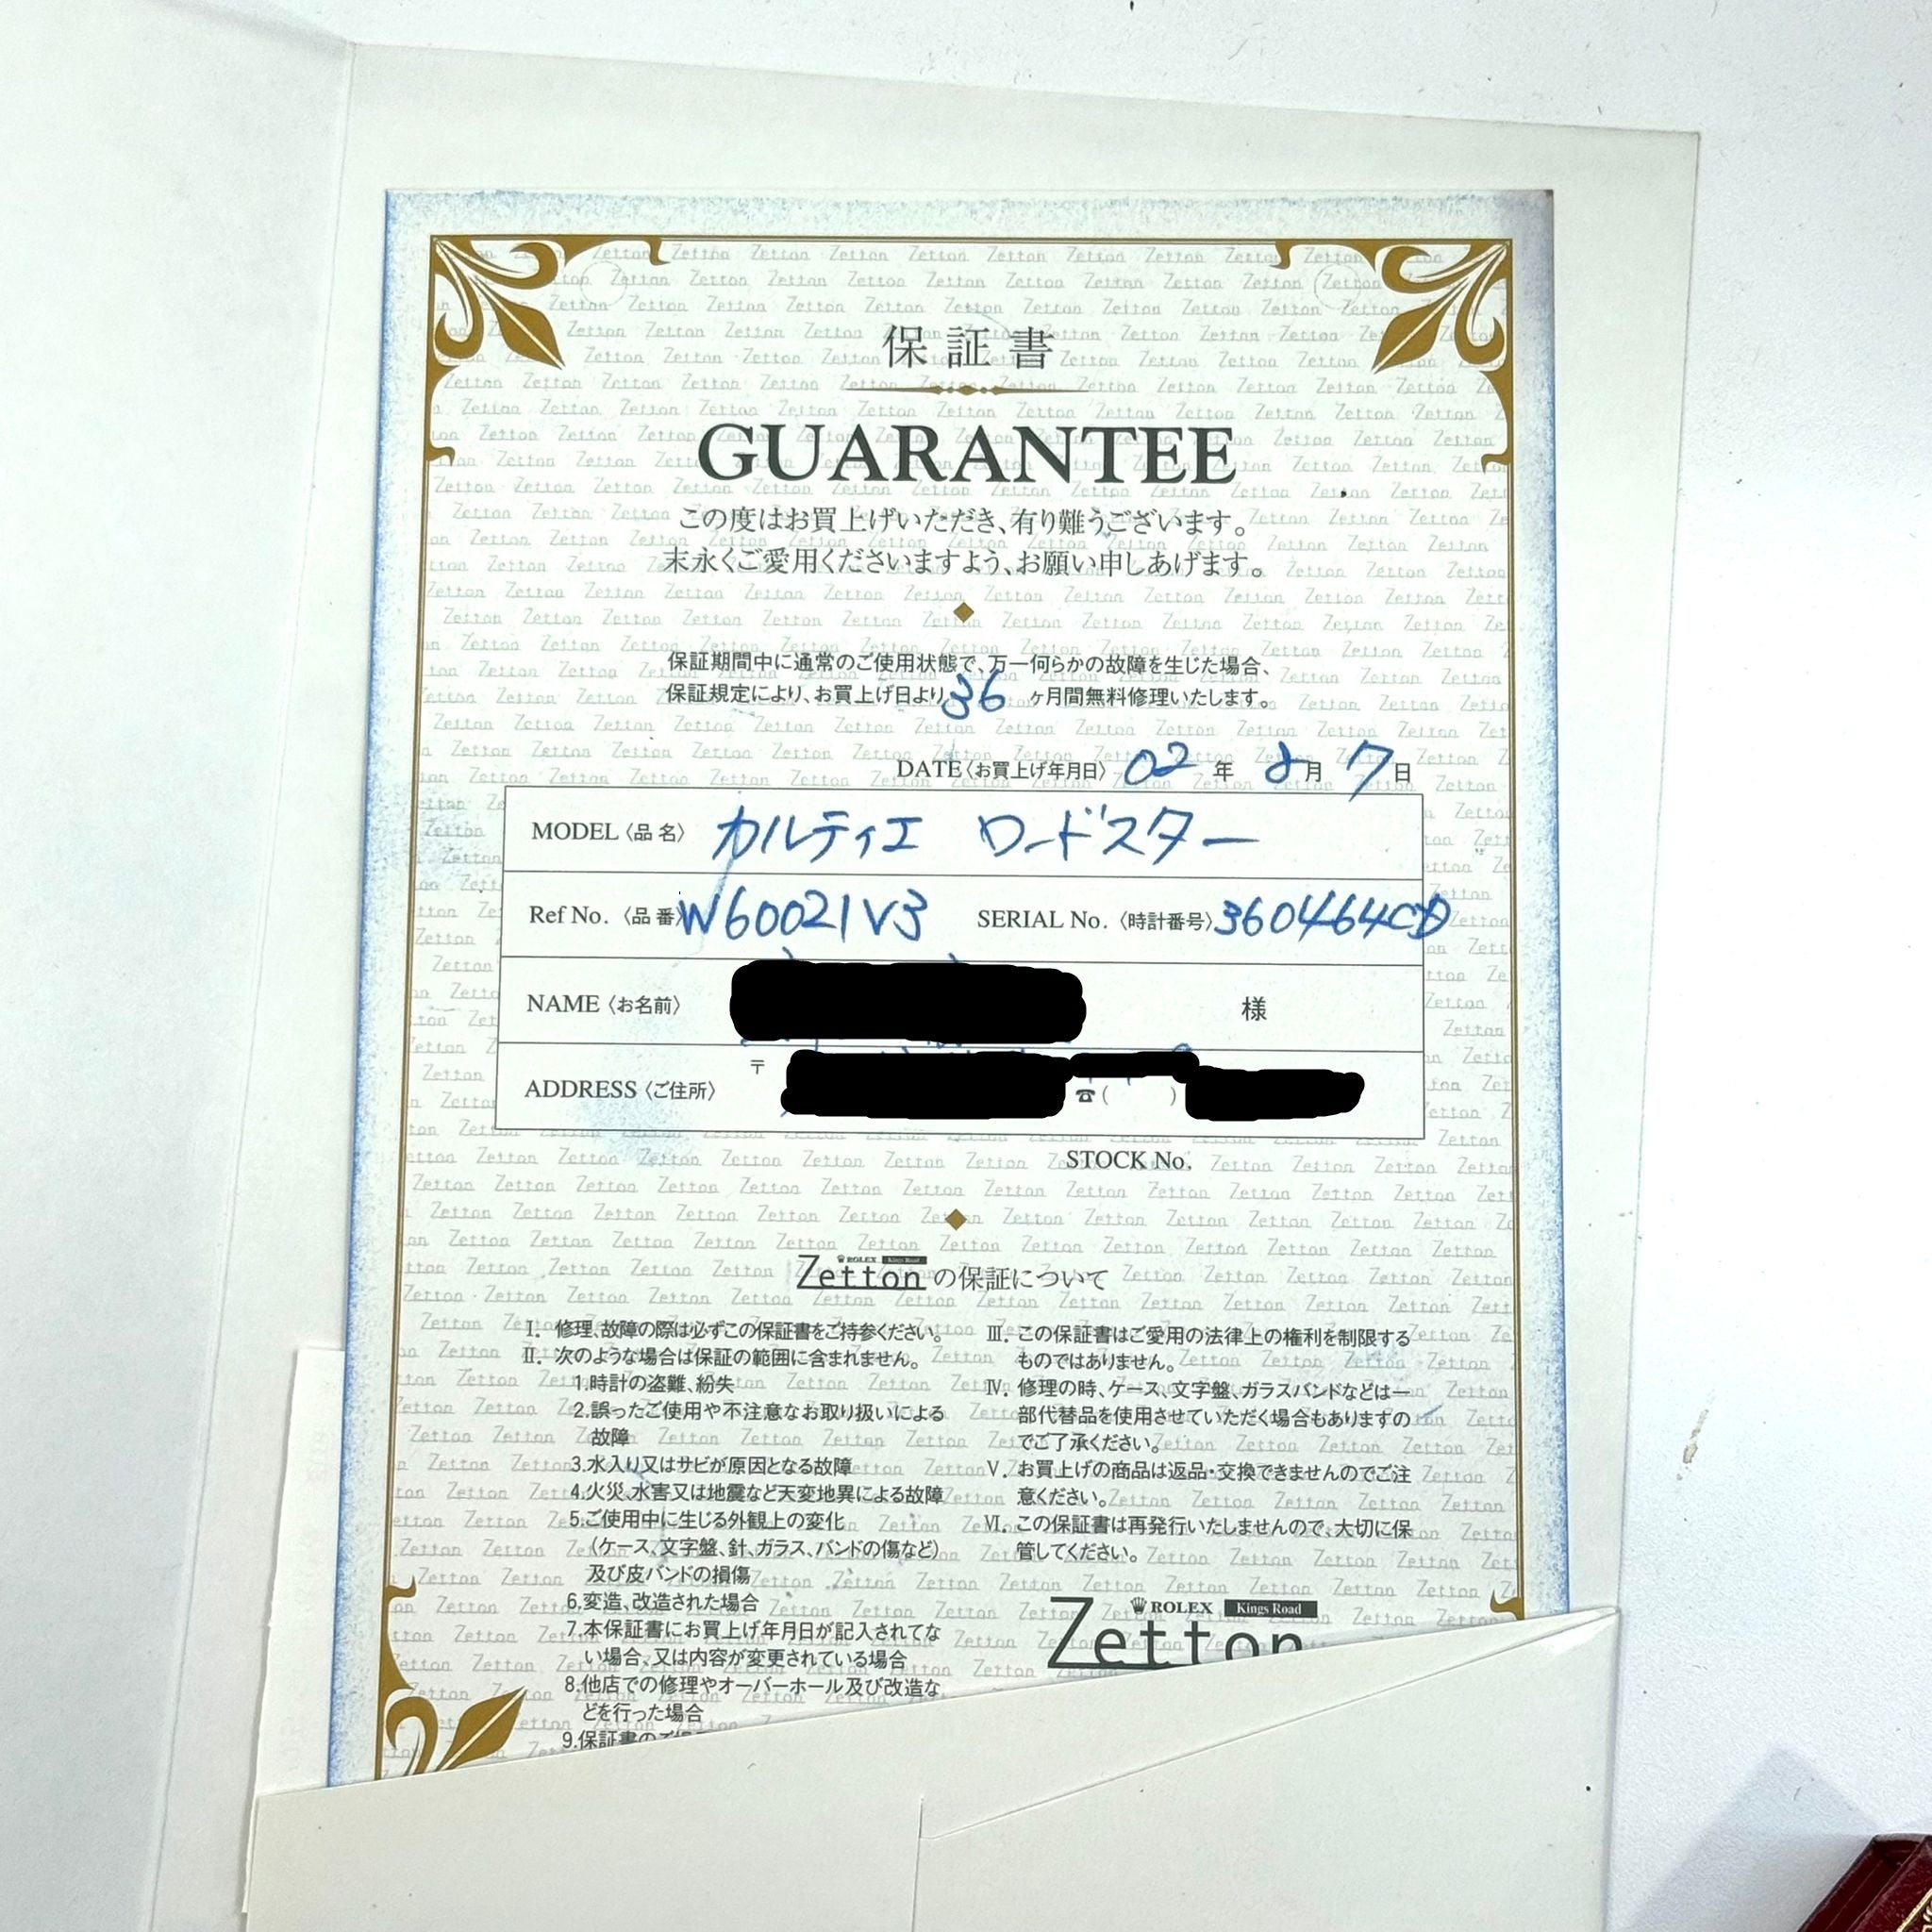 保証書
GUARANTEE
この度はお買上げいただき、有り難うございます。
末永くご愛用くださいますよう、お願い申しあげます。
保証期間中に通常のご使用状態で、万一何らかの故障を生じた場合、
保証規定により、お買上げ日より36ヶ月間無料修理いたします。
DATE〈お買上げ年月日〉 02年 2月 7日
MODEL〈品名〉 カルティエ ロードスター
Ref No.〈品番〉W60021V3 SERIAL No.〈時計番号〉360464CD
NAME〈お名前〉 様
〒
ADDRESS〈ご住所〉 ☎( )
STOCK No.
ROLEX Kings Road
Zettonの保証について
I. 修理、故障の際は必ずこの保証書をご持参ください。
II. 次のような場合は保証の範囲に含まれません。
1.時計の盗難、紛失
2.誤ったご使用や不注意なお取り扱いによる
故障
3.水入り又はサビが原因となる故障
4.火災、水害又は地震など天変地異による故障
5.ご使用中に生じる外観上の変化
(ケース、文字盤、針、ガラス、バンドの傷など)
及び皮バンドの損傷
6.変造、改造された場合
7.本保証書にお買上げ年月日が記入されてな
い場合、又は内容が変更されている場合
8.他店での修理やオーバーホール及び改造な
どを行った場合
9.保証書のご
III. この保証書はご愛用の法律上の権利を制限する
ものではありません。
IV. 修理の時、ケース、文字盤、ガラスバンドなどは一
部代替品を使用させていただく場合もありますの
でご了承ください。
V. お買上げの商品は返品・交換できませんのでご注
意ください。
VI. この保証書は再発行いたしませんので、大切に保
管してください。
ROLEX Kings Road
Zetton